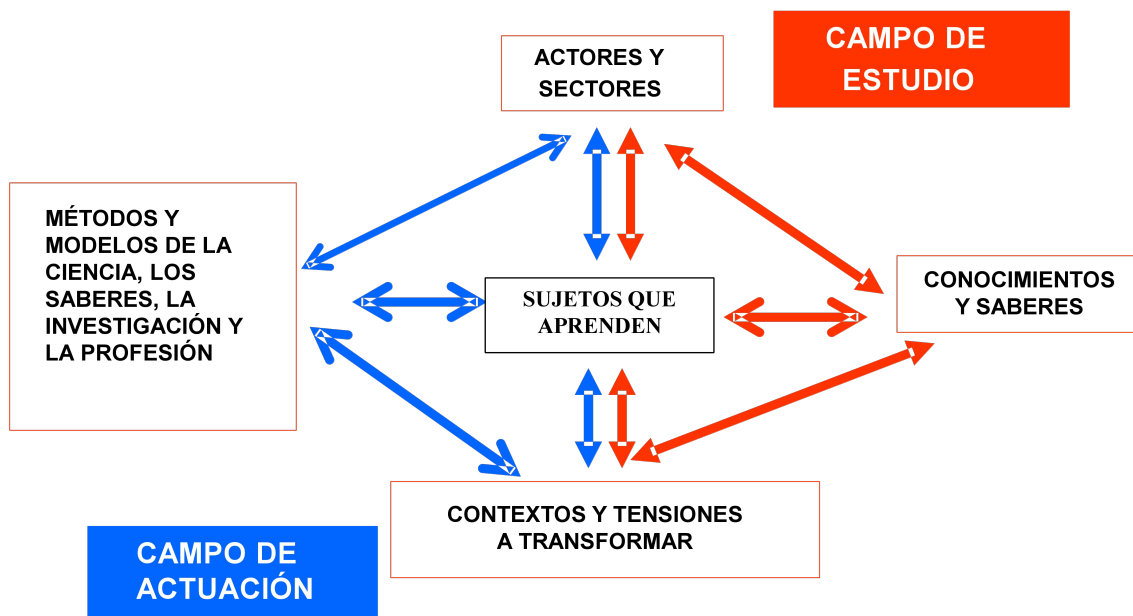 CAMPO DE
ESTUDIO
ACTORES Y
SECTORES
MÉTODOS Y
MODELOS DE LA
CIENCIA, LOS
SABERES, LA
INVESTIGACIÓN Y
LA PROFESIÓN
SUJETOS QUE
APRENDEN
CONOCIMIENTOS
Y SABERES
CONTEXTOS Y TENSIONES
A TRANSFORMAR
CAMPO DE
ACTUACIÓN